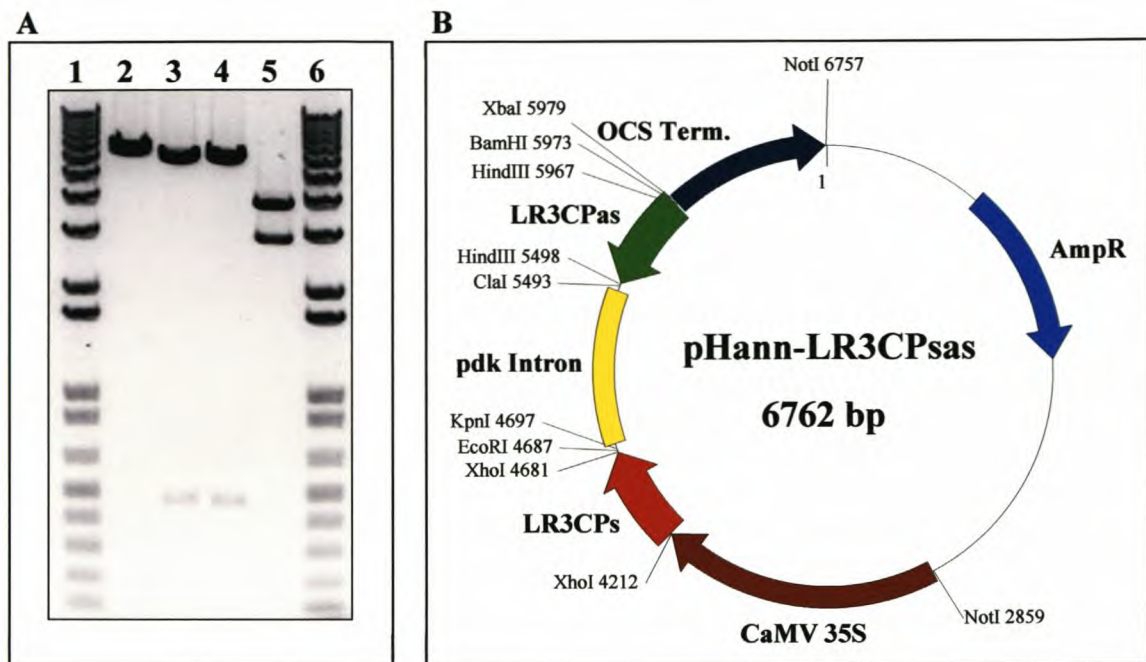 A
1 2 3 4 5 6
B
NotI 6757
XbaI 5979
OCS Term.
BamHI 5973
HindIII 5967
1
LR3CPas
AmpR
HindIII 5498
ClaI 5493
pHann-LR3CPsas
pdk Intron
6762 bp
KpnI 4697
EcoRI 4687
XhoI 4681
LR3CPs
XhoI 4212
NotI 2859
CaMV 35S